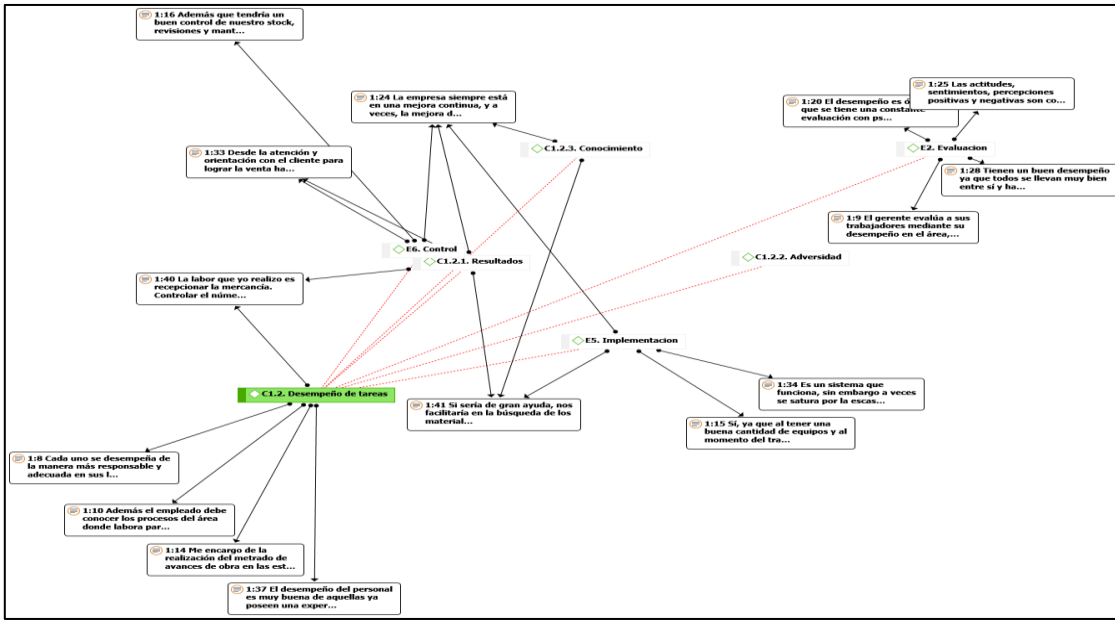 1:16 Además que tendría un
buen control de nuestro stock,
revisiones y mant...
1:24 La empresa siempre está
en una mejora continua, y a
veces, la mejora d...
1:25 Las actitudes,
sentimientos, percepciones
positivas y negativas son co...
1:20 El desempeño es ó
que se tiene una constante
evaluación con ps...
1:33 Desde la atención y
orientación con el cliente para
lograr la venta ha...
C1.2.3. Conocimiento
E2. Evaluacion
1:28 Tienen un buen desempeño
ya que todos se llevan muy bien
entre sí y ha...
1:9 El gerente evalúa a sus
trabajadores mediante su
desempeño en el área,...
E6. Control
C1.2.1. Resultados
C1.2.2. Adversidad
1:40 La labor que yo realizo es
recepcionar la mercancía.
Controlar el núme...
E5. Implementacion
C1.2. Desempeño de tareas
1:34 Es un sistema que
funciona, sin embargo a veces
se satura por la escas...
1:41 Si sería de gran ayuda, nos
facilitaría en la búsqueda de los
material...
1:15 Sí, ya que al tener una
buena cantidad de equipos y al
momento del tra...
1:8 Cada uno se desempeña de
la manera más responsable y
adecuada en sus l...
1:10 Además el empleado debe
conocer los procesos del área
donde labora par...
1:14 Me encargo de la
realización del metrado de
avances de obra en las est...
1:37 El desempeño del personal
es muy buena de aquellas ya
poseen una exper...